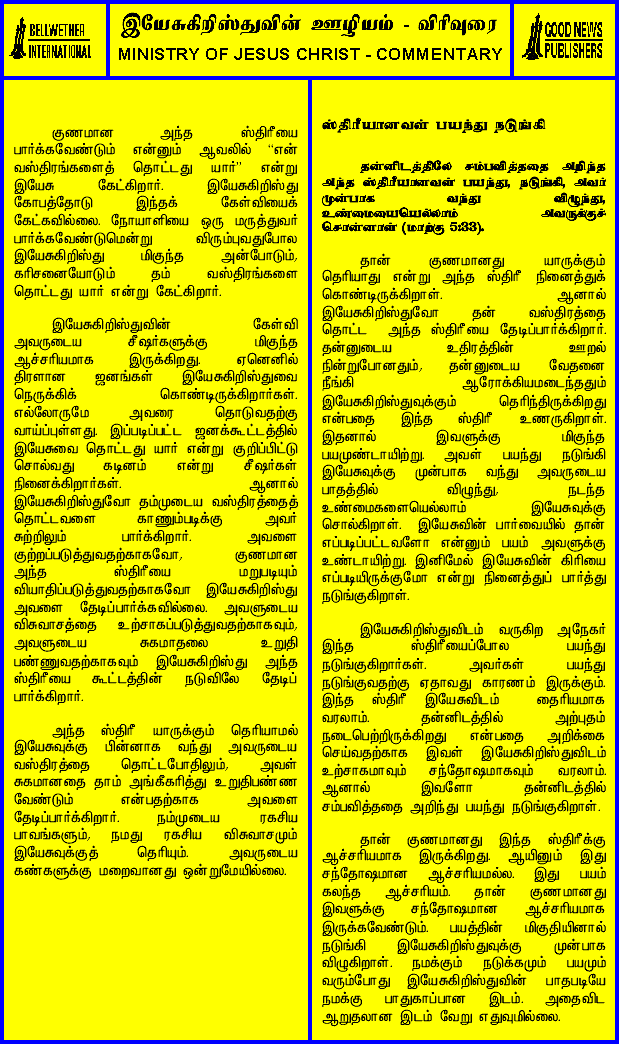 BELLWETHER
INTERNATIONAL
இயேசுகிறிஸ்துவின் ஊழியம் - விரிவுரை
MINISTRY OF JESUS CHRIST - COMMENTARY
GOOD NEWS
PUBLISHERS
குணமான அந்த ஸ்திரீயை
பார்க்கவேண்டும் என்னும் ஆவலில் “என்
வஸ்திரங்களைத் தொட்டது யார்” என்று
இயேசு கேட்கிறார். இயேசுகிறிஸ்து
கோபத்தோடு இந்தக் கேள்வியைக்
கேட்கவில்லை. நோயாளியை ஒரு மருத்துவர்
பார்க்கவேண்டுமென்று விரும்புவதுபோல
இயேசுகிறிஸ்து மிகுந்த அன்போடும்,
கரிசனையோடும் தம் வஸ்திரங்களை
தொட்டது யார் என்று கேட்கிறார்.
இயேசுகிறிஸ்துவின் கேள்வி
அவருடைய சீஷர்களுக்கு மிகுந்த
ஆச்சரியமாக இருக்கிறது. ஏனெனில்
திரளான ஜனங்கள் இயேசுகிறிஸ்துவை
நெருக்கிக் கொண்டிருக்கிறார்கள்.
எல்லோருமே அவரை தொடுவதற்கு
வாய்ப்புள்ளது. இப்படிப்பட்ட ஜனக்கூட்டத்தில்
இயேசுவை தொட்டது யார் என்று குறிப்பிட்டு
சொல்வது கடினம் என்று சீஷர்கள்
நினைக்கிறார்கள். ஆனால்
இயேசுகிறிஸ்துவோ தம்முடைய வஸ்திரத்தைத்
தொட்டவளை காணும்படிக்கு அவர்
சுற்றிலும் பார்க்கிறார். அவளை
குற்றப்படுத்துவதற்காகவோ, குணமான
அந்த ஸ்திரீயை மறுபடியும்
வியாதிப்படுத்துவதற்காகவோ இயேசுகிறிஸ்து
அவளை தேடிப்பார்க்கவில்லை. அவளுடைய
விசுவாசத்தை உற்சாகப்படுத்துவதற்காகவும்,
அவளுடைய சுகமாதலை உறுதி
பண்ணுவதற்காகவும் இயேசுகிறிஸ்து அந்த
ஸ்திரீயை கூட்டத்தின் நடுவிலே தேடிப்
பார்க்கிறார்.
அந்த ஸ்திரீ யாருக்கும் தெரியாமல்
இயேசுவுக்கு பின்னாக வந்து அவருடைய
வஸ்திரத்தை தொட்டபோதிலும், அவள்
சுகமானதை தாம் அங்கீகரித்து உறுதிபண்ண
வேண்டும் என்பதற்காக அவளை
தேடிப்பார்க்கிறார். நம்முடைய ரகசிய
பாவங்களும், நமது ரகசிய விசுவாசமும்
இயேசுவுக்குத் தெரியும். அவருடைய
கண்களுக்கு மறைவானது ஒன்றுமேயில்லை.
ஸ்திரீயானவள் பயந்து நடுங்கி
தன்னிடத்திலே சம்பவித்ததை அறிந்த
அந்த ஸ்திரீயானவள் பயந்து, நடுங்கி, அவர்
முன்பாக வந்து விழுந்து,
உண்மையையெல்லாம் அவருக்குச்
சொன்னாள் (மாற்கு 5:33).
தான் குணமானது யாருக்கும்
தெரியாது என்று அந்த ஸ்திரீ நினைத்துக்
கொண்டிருக்கிறாள். ஆனால்
இயேசுகிறிஸ்துவோ தன் வஸ்திரத்தை
தொட்ட அந்த ஸ்திரீயை தேடிப்பார்க்கிறார்.
தன்னுடைய உதிரத்தின் ஊறல்
நின்றுபோனதும், தன்னுடைய வேதனை
நீங்கி ஆரோக்கியமடைந்ததும்
இயேசுகிறிஸ்துவுக்கும் தெரிந்திருக்கிறது
என்பதை இந்த ஸ்திரீ உணருகிறாள்.
இதனால் இவளுக்கு மிகுந்த
பயமுண்டாயிற்று. அவள் பயந்து நடுங்கி
இயேசுவுக்கு முன்பாக வந்து அவருடைய
பாதத்தில் விழுந்து, நடந்த
உண்மைகளையெல்லாம் இயேசுவுக்கு
சொல்கிறாள். இயேசுவின் பார்வையில் தான்
எப்படிப்பட்டவளோ என்னும் பயம் அவளுக்கு
உண்டாயிற்று. இனிமேல் இயேசுவின் கிரியை
எப்படியிருக்குமோ என்று நினைத்துப் பார்த்து
நடுங்குகிறாள்.
இயேசுகிறிஸ்துவிடம் வருகிற அநேகர்
இந்த ஸ்திரீயைப்போல பயந்து
நடுங்குகிறார்கள். அவர்கள் பயந்து
நடுங்குவதற்கு ஏதாவது காரணம் இருக்கும்.
இந்த ஸ்திரீ இயேசுவிடம் தைரியமாக
வரலாம். தன்னிடத்தில் அற்புதம்
நடைபெற்றிருக்கிறது என்பதை அறிக்கை
செய்வதற்காக இவள் இயேசுகிறிஸ்துவிடம்
உற்சாகமாவும் சந்தோஷமாகவும் வரலாம்.
ஆனால் இவளோ தன்னிடத்தில்
சம்பவித்ததை அறிந்து பயந்து நடுங்குகிறாள்.
தான் குணமானது இந்த ஸ்திரீக்கு
ஆச்சரியமாக இருக்கிறது. ஆயினும் இது
சந்தோஷமான ஆச்சரியமல்ல. இது பயம்
கலந்த ஆச்சரியம். தான் குணமானது
இவளுக்கு சந்தோஷமான ஆச்சரியமாக
இருக்கவேண்டும். பயத்தின் மிகுதியினால்
நடுங்கி இயேசுகிறிஸ்துவுக்கு முன்பாக
விழுகிறாள். நமக்கும் நடுக்கமும் பயமும்
வரும்போது இயேசுகிறிஸ்துவின் பாதபடியே
நமக்கு பாதுகாப்பான இடம். அதைவிட
ஆறுதலான இடம் வேறு எதுவுமில்லை.